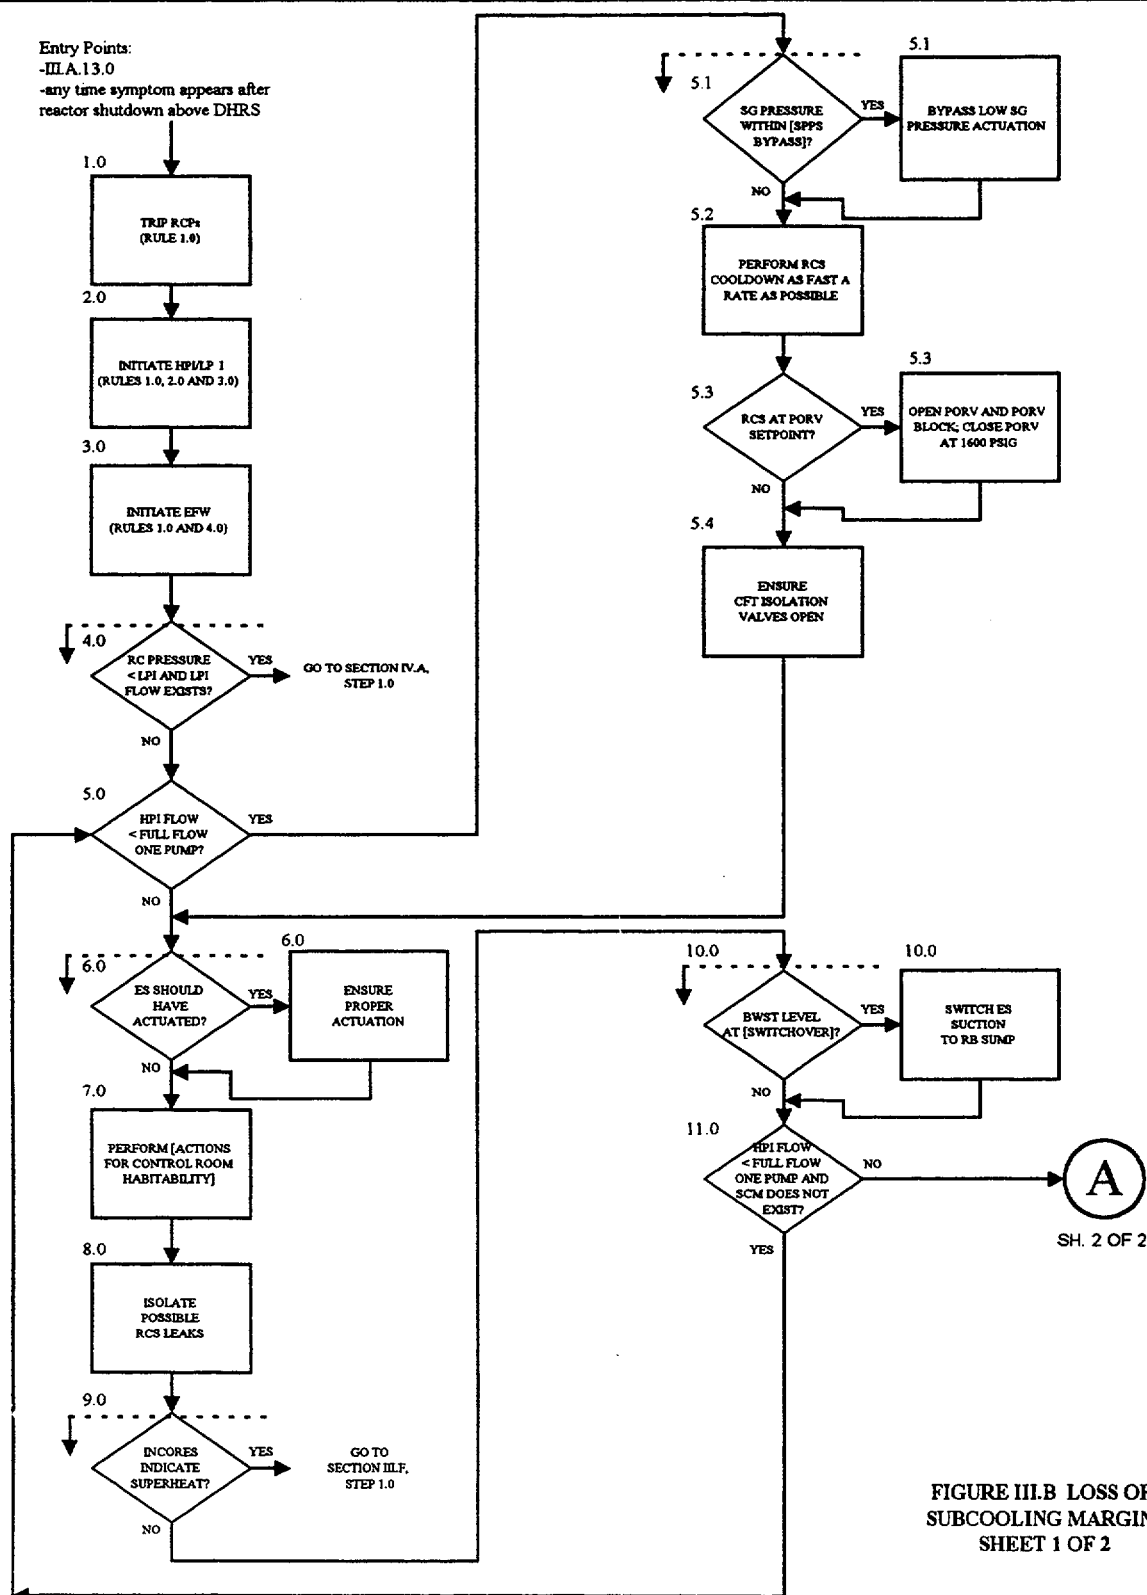 Entry Points:
-III.A.13.0
-any time symptom appears after
reactor shutdown above DHRS
1.0
TRIP RCPs
(RULE 1.0)
2.0
INITIATE HPI/LP 1
(RULES 1.0, 2.0 AND 3.0)
3.0
INITIATE EFW
(RULES 1.0 AND 4.0)
4.0
RC PRESSURE
< LPI AND LPI
FLOW EXISTS?
YES
GO TO SECTION IV.A,
STEP 1.0
NO
5.0
HPI FLOW
< FULL FLOW
ONE PUMP?
YES
NO
5.1
SG PRESSURE
WITHIN [SPPS
BYPASS]?
YES
5.1
BYPASS LOW SG
PRESSURE ACTUATION
NO
5.2
PERFORM RCS
COOLDOWN AS FAST A
RATE AS POSSIBLE
5.3
RCS AT PORV
SETPOINT?
YES
5.3
OPEN PORV AND PORV
BLOCK; CLOSE PORV
AT 1600 PSIG
NO
5.4
ENSURE
CFT ISOLATION
VALVES OPEN
6.0
ES SHOULD
HAVE
ACTUATED?
YES
6.0
ENSURE
PROPER
ACTUATION
NO
7.0
PERFORM [ACTIONS
FOR CONTROL ROOM
HABITABILITY]
8.0
ISOLATE
POSSIBLE
RCS LEAKS
9.0
INCORES
INDICATE
SUPERHEAT?
YES
GO TO
SECTION III.F,
STEP 1.0
NO
10.0
BWST LEVEL
AT [SWITCHOVER]?
YES
10.0
SWITCH ES
SUCTION
TO RB SUMP
NO
11.0
HPI FLOW
< FULL FLOW
ONE PUMP AND
SCM DOES NOT
EXIST?
NO
A
SH. 2 OF 2
YES
FIGURE III.B LOSS OF
SUBCOOLING MARGIN
SHEET 1 OF 2